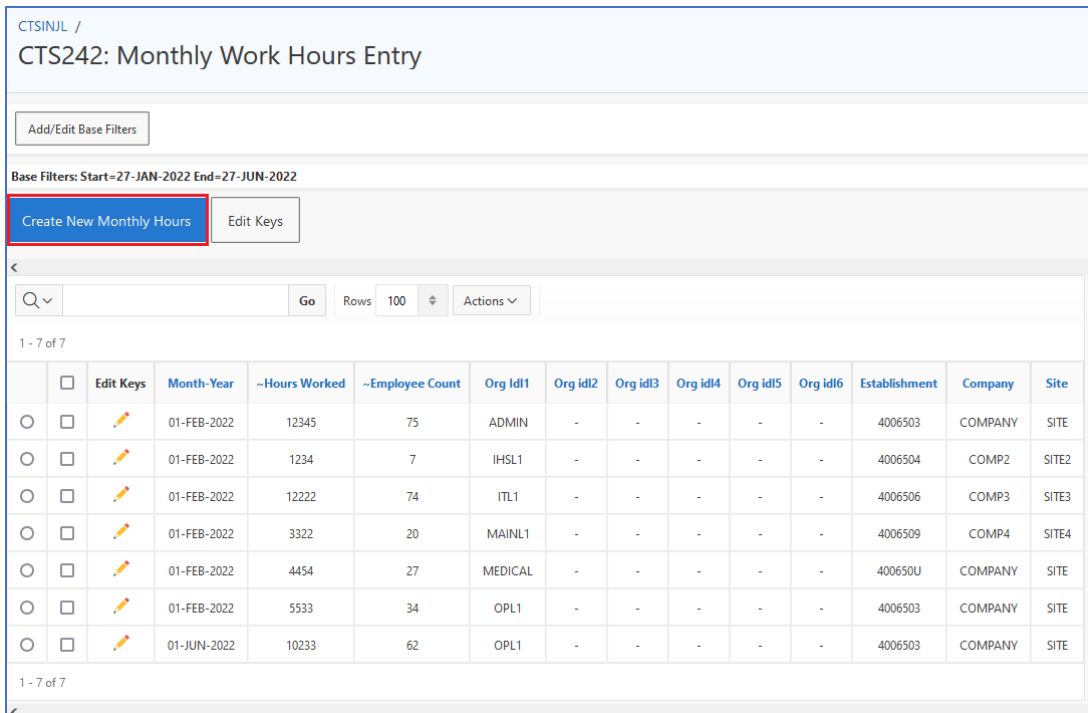 CTSINJL /
CTS242: Monthly Work Hours Entry
Add/Edit Base Filters
Base Filters: Start=27-JAN-2022 End=27-JUN-2022
Create New Monthly Hours Edit Keys
Go Rows 100 Actions
1 - 7 of 7
Edit Keys Month-Year ~Hours Worked ~Employee Count Org Idl1 Org idl2 Org idl3 Org idl4 Org idl5 Org idl6 Establishment Company Site
01-FEB-2022 12345 75 ADMIN - - - - - 4006503 COMPANY SITE
01-FEB-2022 1234 7 IHSL1 - - - - - 4006504 COMP2 SITE2
01-FEB-2022 12222 74 ITL1 - - - - - 4006506 COMP3 SITE3
01-FEB-2022 3322 20 MAINL1 - - - - - 4006509 COMP4 SITE4
01-FEB-2022 4454 27 MEDICAL - - - - - 400650U COMPANY SITE
01-FEB-2022 5533 34 OPL1 - - - - - 4006503 COMPANY SITE
01-JUN-2022 10233 62 OPL1 - - - - - 4006503 COMPANY SITE
1 - 7 of 7